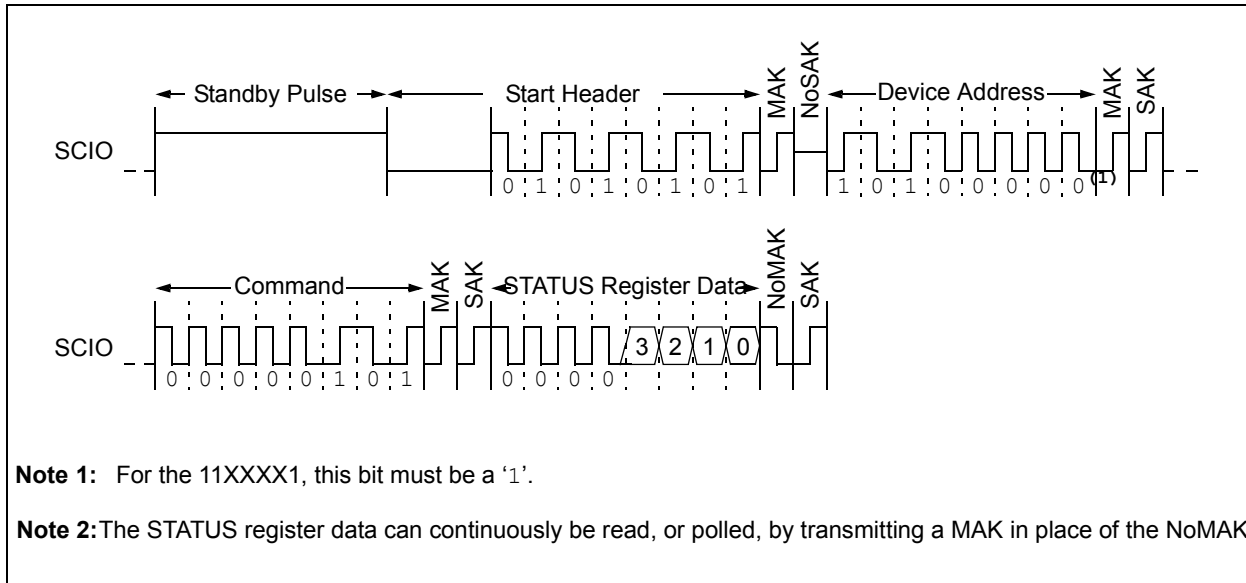 MAK
NoSAK
MAK
SAK
Standby Pulse
Start Header
Device Address
SCIO
0 1 0 1 0 1 0 1
1 0 1 0 0 0 0 0(1)
MAK
SAK
NoMAK
SAK
Command
STATUS Register Data
SCIO
3 2 1 0
0 0 0 0 0 1 0 1
0 0 0 0
Note 1: For the 11XXXX1, this bit must be a ‘1’.
Note 2:The STATUS register data can continuously be read, or polled, by transmitting a MAK in place of the NoMAK